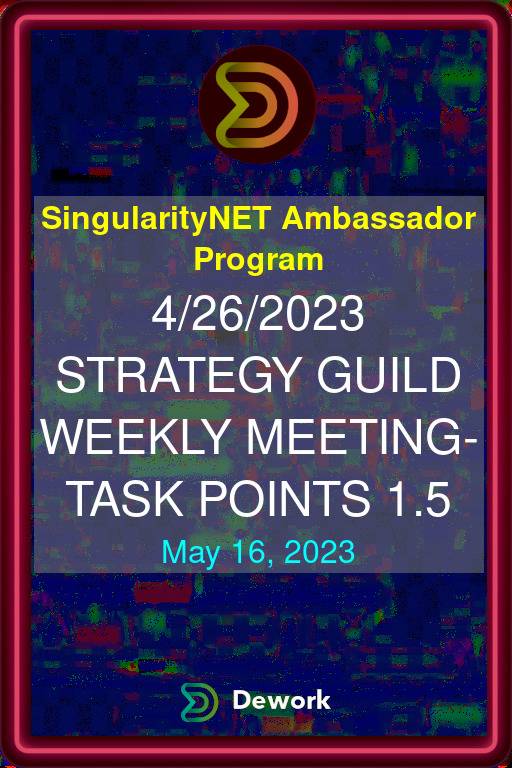 SingularityNET Ambassador
Program
4/26/2023
STRATEGY GUILD
WEEKLY MEETING-
TASK POINTS 1.5
May 16, 2023
Dework